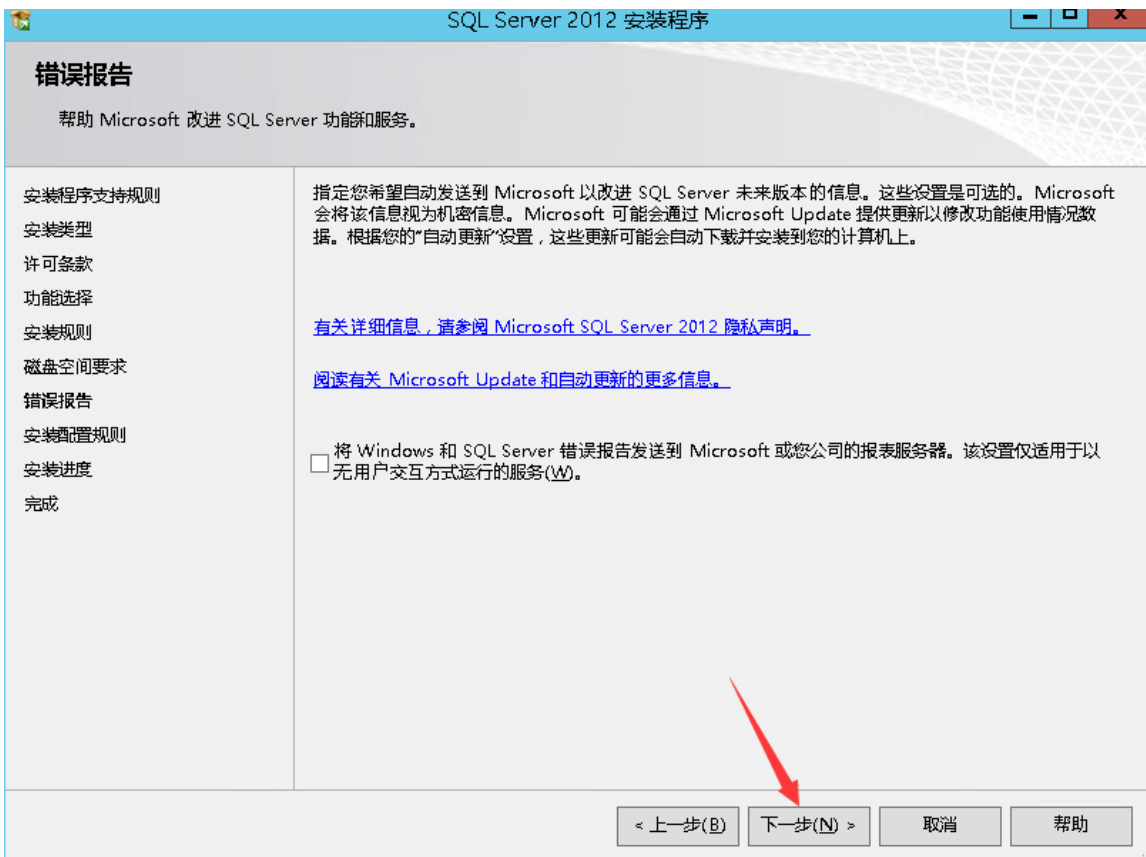 SQL Server 2012 安装程序
错误报告
帮助 Microsoft 改进 SQL Server 功能和服务。
安装程序支持规则
安装类型
许可条款
功能选择
安装规则
磁盘空间要求
错误报告
安装配置规则
安装进度
完成
指定您希望自动发送到 Microsoft 以改进 SQL Server 未来版本的信息。这些设置是可选的。Microsoft
会将该信息视为机密信息。Microsoft 可能会通过 Microsoft Update 提供更新以修改功能使用情况数
据。根据您的“自动更新”设置，这些更新可能会自动下载并安装到您的计算机上。
有关详细信息，请参阅 Microsoft SQL Server 2012 隐私声明。
阅读有关 Microsoft Update 和自动更新的更多信息。
将 Windows 和 SQL Server 错误报告发送到 Microsoft 或您公司的报表服务器。该设置仅适用于以
无用户交互方式运行的服务(W)。
< 上一步(B) 下一步(N) > 取消 帮助